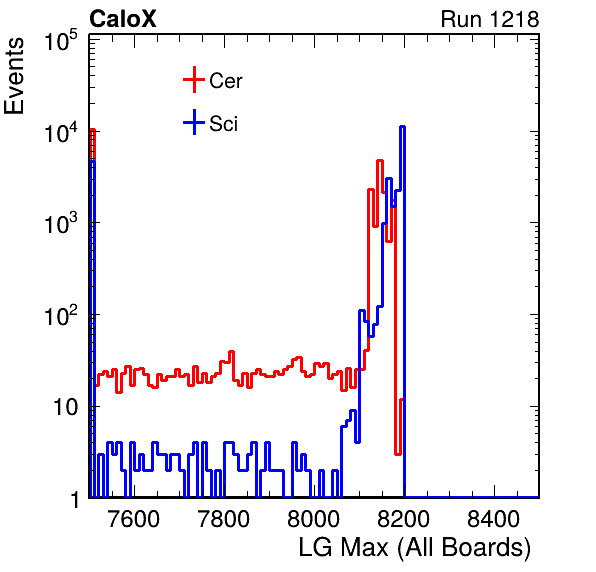 CaloX Run 1218
Events
10^5
10^4
10^3
10^2
10
1
Cer
Sci
7600 7800 8000 8200 8400
LG Max (All Boards)